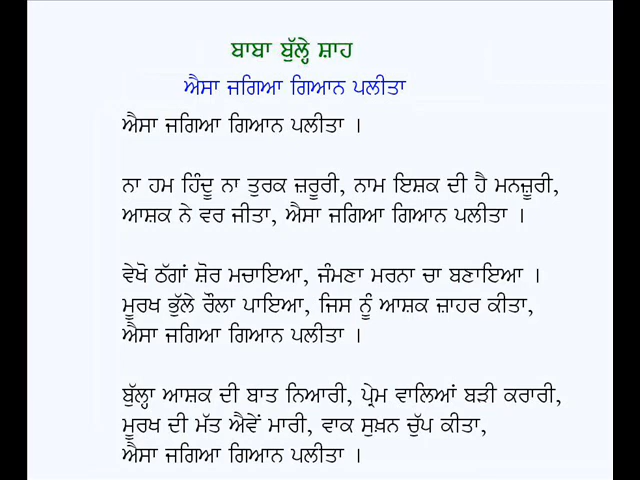 ਬਾਬਾ ਬੁੱਲ੍ਹੇ ਸ਼ਾਹ
ਐਸਾ ਜਗਿਆ ਗਿਆਨ ਪਲੀਤਾ
ਐਸਾ ਜਗਿਆ ਗਿਆਨ ਪਲੀਤਾ ।
ਨਾ ਹਮ ਹਿੰਦੂ ਨਾ ਤੁਰਕ ਜ਼ਰੂਰੀ, ਨਾਮ ਇਸ਼ਕ ਦੀ ਹੈ ਮਨਜ਼ੂਰੀ,
ਆਸ਼ਕ ਨੇ ਵਰ ਜੀਤਾ, ਐਸਾ ਜਗਿਆ ਗਿਆਨ ਪਲੀਤਾ ।
ਵੇਖੋ ਠੱਗਾਂ ਸ਼ੋਰ ਮਚਾਇਆ, ਜੰਮਣਾ ਮਰਨਾ ਚਾ ਬਣਾਇਆ ।
ਮੂਰਖ ਭੁੱਲੇ ਰੌਲਾ ਪਾਇਆ, ਜਿਸ ਨੂੰ ਆਸ਼ਕ ਜ਼ਾਹਰ ਕੀਤਾ,
ਐਸਾ ਜਗਿਆ ਗਿਆਨ ਪਲੀਤਾ ।
ਬੁੱਲ੍ਹਾ ਆਸ਼ਕ ਦੀ ਬਾਤ ਨਿਆਰੀ, ਪ੍ਰੇਮ ਵਾਲਿਆਂ ਬੜੀ ਕਰਾਰੀ,
ਮੂਰਖ ਦੀ ਮੱਤ ਐਵੇਂ ਮਾਰੀ, ਵਾਕ ਸੁਖ਼ਨ ਚੁੱਪ ਕੀਤਾ,
ਐਸਾ ਜਗਿਆ ਗਿਆਨ ਪਲੀਤਾ ।